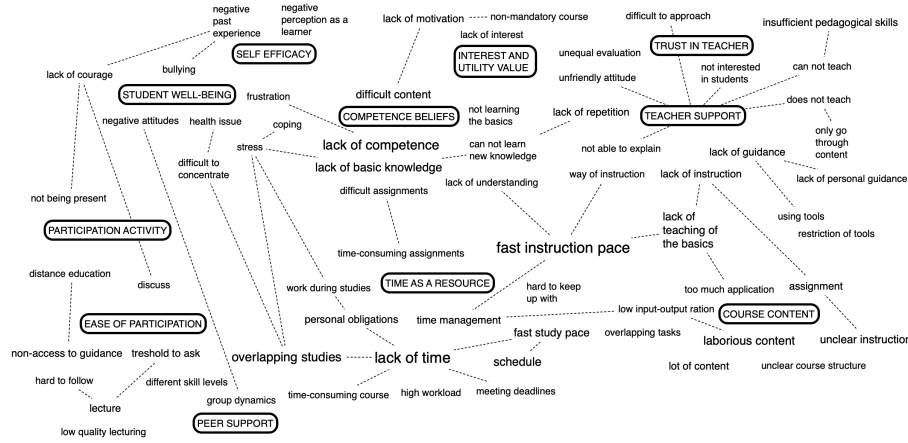 negative
past
experience
negative
perception as a
learner
lack of motivation
non-mandatory course
difficult to approach
insufficient pedagogical skills
lack of interest
SELF EFFICACY
INTEREST AND
UTILITY VALUE
unequal evaluation
TRUST IN TEACHER
bullying
lack of courage
not interested
in students
can not teach
unfriendly attitude
STUDENT WELL-BEING
frustration
difficult content
does not teach
COMPETENCE BELIEFS
not learning
the basics
lack of repetition
TEACHER SUPPORT
negative attitudes
health issue
coping
only go
through
content
stress
lack of competence
can not learn
new knowledge
not able to explain
lack of guidance
difficult to
concentrate
lack of basic knowledge
way of instruction
lack of instruction
lack of personal guidance
difficult assignments
lack of understanding
not being present
using tools
lack of
teaching of
the basics
restriction of tools
PARTICIPATION ACTIVITY
fast instruction pace
time-consuming assignments
distance education
discuss
work during studies
TIME AS A RESOURCE
hard to keep
up with
too much application
assignment
low input-output ration
COURSE CONTENT
EASE OF PARTICIPATION
personal obligations
time management
fast study pace
overlapping tasks
laborious content
unclear instruction
non-access to guidance
treshold to ask
overlapping studies
lack of time
schedule
lot of content
unclear course structure
hard to follow
different skill levels
time-consuming course
high workload
meeting deadlines
lecture
group dynamics
PEER SUPPORT
low quality lecturing